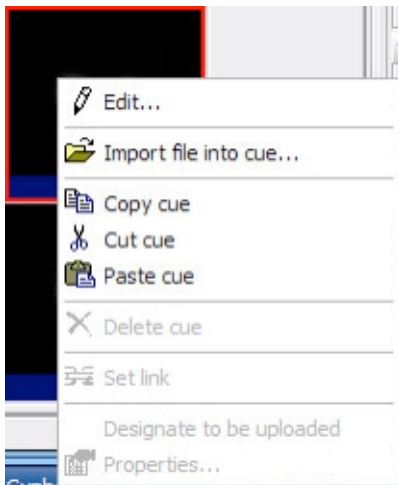 Edit...
Import file into cue...
Copy cue
Cut cue
Paste cue
Delete cue
Set link
Designate to be uploaded
Properties...